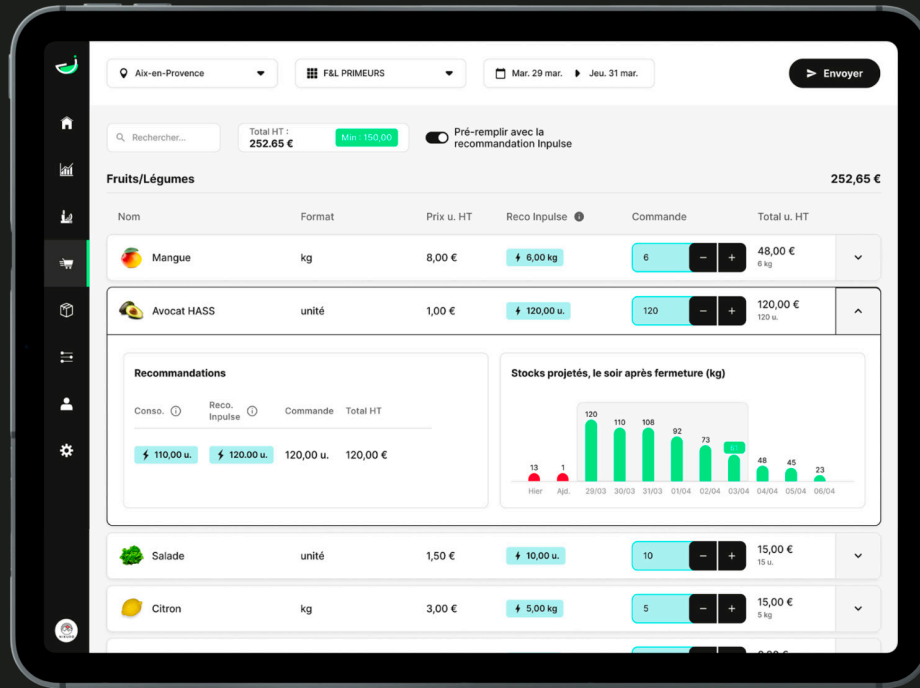 Aix-en-Provence
F&L PRIMEURS
Mar. 29 mar.
Jeu. 31 mar.
Envoyer
Rechercher...
Total HT :
252.65 €
Min : 150,00
Pré-remplir avec la
recommandation Inpulse
Fruits/Légumes
252,65 €
Nom
Format
Prix u. HT
Reco Inpulse
Commande
Total u. HT
Mangue
kg
8,00 €
6,00 kg
6
48,00 €
6 kg
Avocat HASS
unité
1,00 €
120,00 u.
120
120,00 €
120 u.
Recommandations
Conso.
Reco.
Inpulse
Commande
Total HT
110,00 u.
120.00 u.
120,00 u.
120,00 €
Stocks projetés, le soir après fermeture (kg)
13
1
120
110
108
92
73
48
45
23
Hier
Ajd.
29/03
30/03
31/03
01/04
02/04
03/04
04/04
05/04
06/04
Salade
unité
1,50 €
10,00 u.
10
15,00 €
15 u.
Citron
kg
3,00 €
5,00 kg
5
15,00 €
5 kg